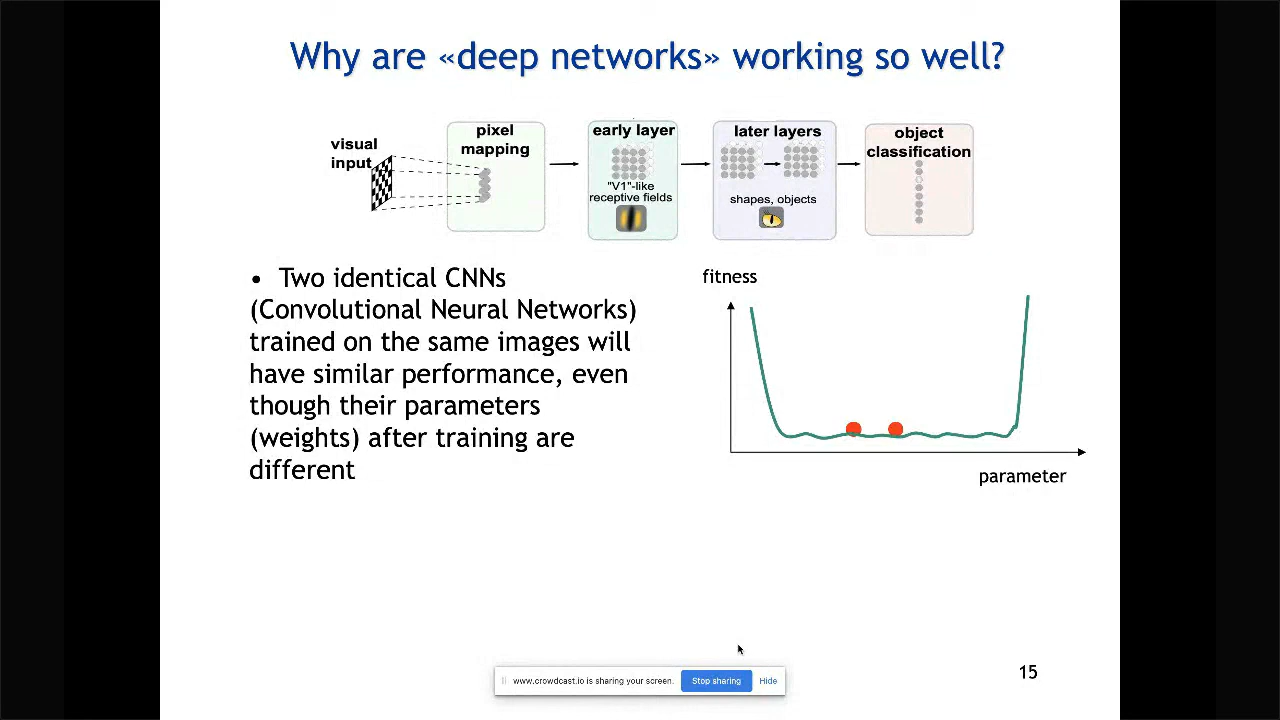 Why are «deep networks» working so well?
visual
input
pixel
mapping
early layer
"V1"-like
receptive fields
later layers
shapes, objects
object
classification
• Two identical CNNs
(Convolutional Neural Networks)
trained on the same images will
have similar performance, even
though their parameters
(weights) after training are
different
fitness
parameter
www.crowdcast.io is sharing your screen.
Stop sharing
Hide
15